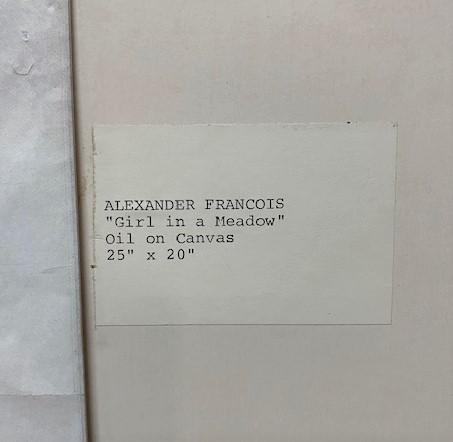 ALEXANDER FRANCOIS
"Girl in a Meadow"
Oil on Canvas
25" x 20"